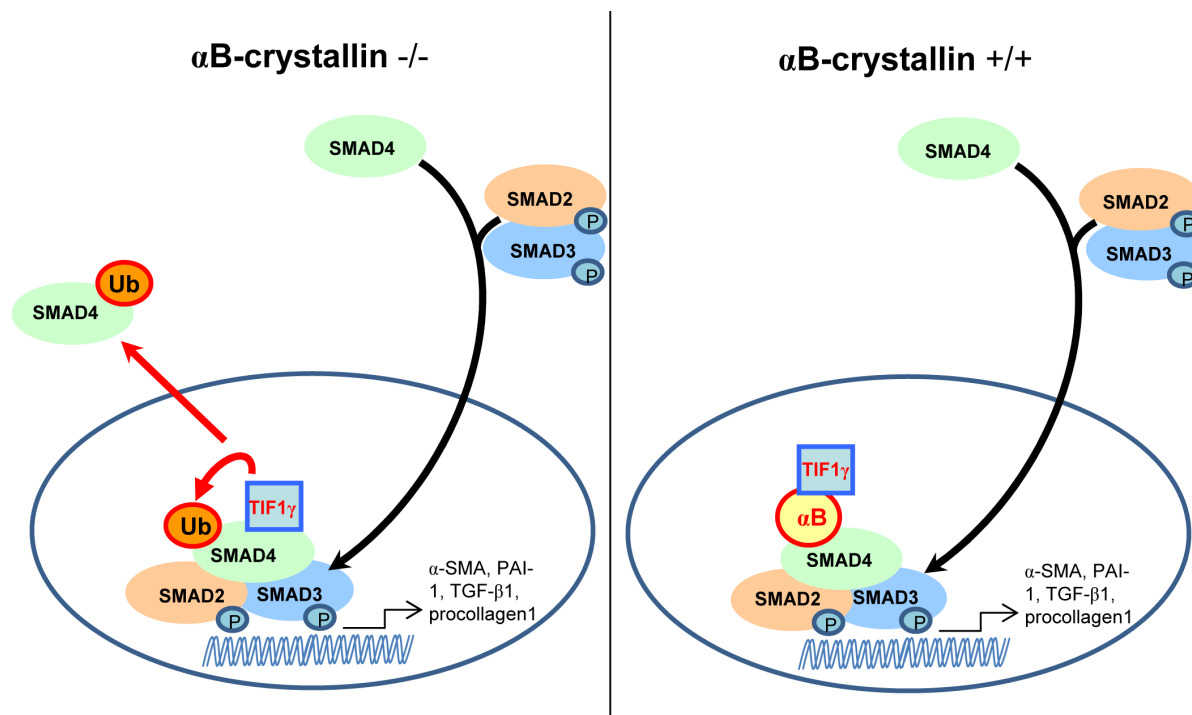 αB-crystallin -/-
SMAD4
SMAD2
P
SMAD3
P
Ub
SMAD4
TIF1γ
Ub
SMAD4
SMAD2
SMAD3
P
P
α-SMA, PAI-
1, TGF-β1,
procollagen1
αB-crystallin +/+
SMAD4
SMAD2
P
SMAD3
P
TIF1γ
αB
SMAD4
SMAD2
SMAD3
P
P
α-SMA, PAI-
1, TGF-β1,
procollagen1